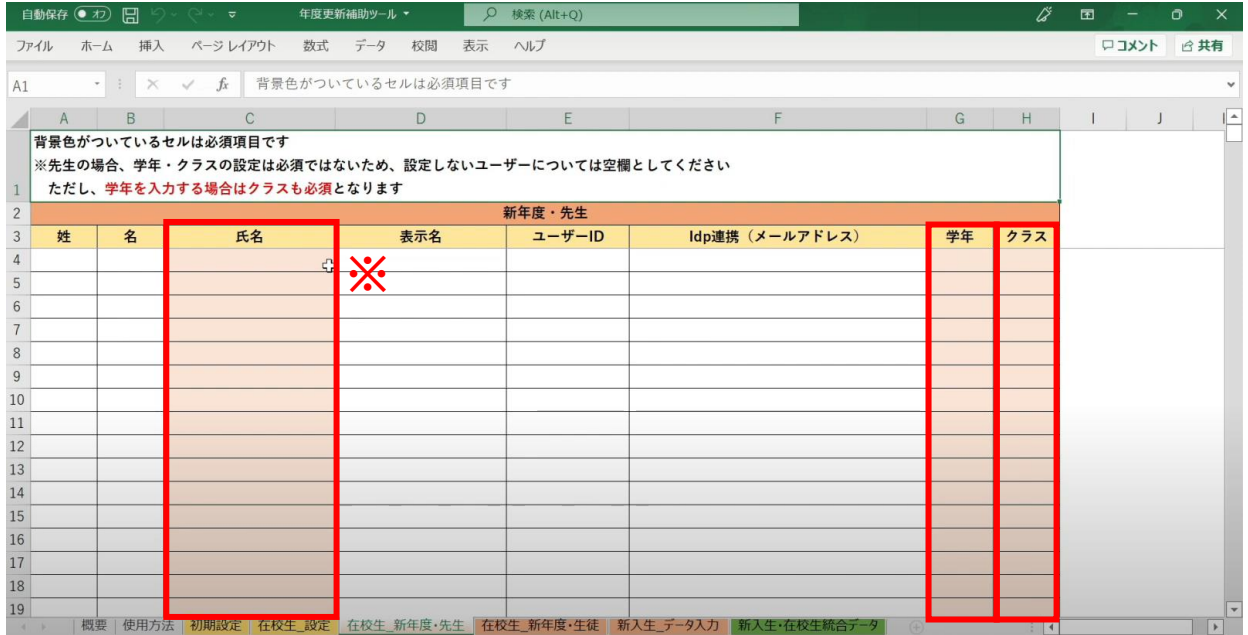 自動保存 オフ 年度更新補助ツール 検索 (Alt+Q)
ファイル ホーム 挿入 ページ レイアウト 数式 データ 校閲 表示 ヘルプ コメント 共有
A1 fx 背景色がついているセルは必須項目です
A B C D E F G H I J
1 背景色がついているセルは必須項目です
※先生の場合、学年・クラスの設定は必須ではないため、設定しないユーザーについては空欄としてください
ただし、学年を入力する場合はクラスも必須となります
2 新年度・先生
3 姓 名 氏名 表示名 ユーザーID Idp連携（メールアドレス） 学年 クラス
4
※
5
6
7
8
9
10
11
12
13
14
15
16
17
18
19
概要 使用方法 初期設定 在校生_設定 在校生_新年度・先生 在校生_新年度・生徒 新入生_データ入力 新入生・在校生統合データ